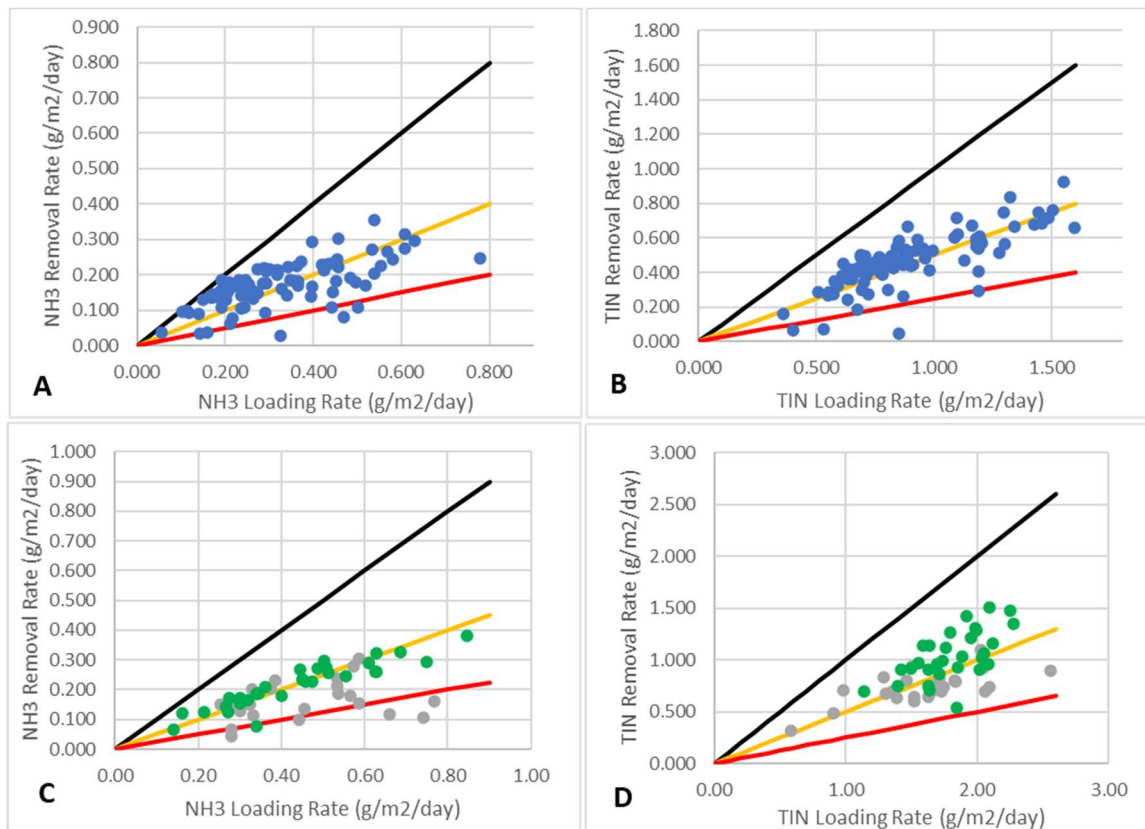 NH3 Removal Rate (g/m2/day)
0.900
0.800
0.700
0.600
0.500
0.400
0.300
0.200
0.100
0.000
0.000 0.200 0.400 0.600 0.800
A
NH3 Loading Rate (g/m2/day)
TIN Removal Rate (g/m2/day)
1.800
1.600
1.400
1.200
1.000
0.800
0.600
0.400
0.200
0.000
0.000 0.500 1.000 1.500
B
TIN Loading Rate (g/m2/day)
NH3 Removal Rate (g/m2/day)
1.000
0.900
0.800
0.700
0.600
0.500
0.400
0.300
0.200
0.100
0.000
0.00 0.20 0.40 0.60 0.80 1.00
C
NH3 Loading Rate (g/m2/day)
TIN Removal Rate (g/m2/day)
3.000
2.500
2.000
1.500
1.000
0.500
0.000
0.00 1.00 2.00 3.00
D
TIN Loading Rate (g/m2/day)